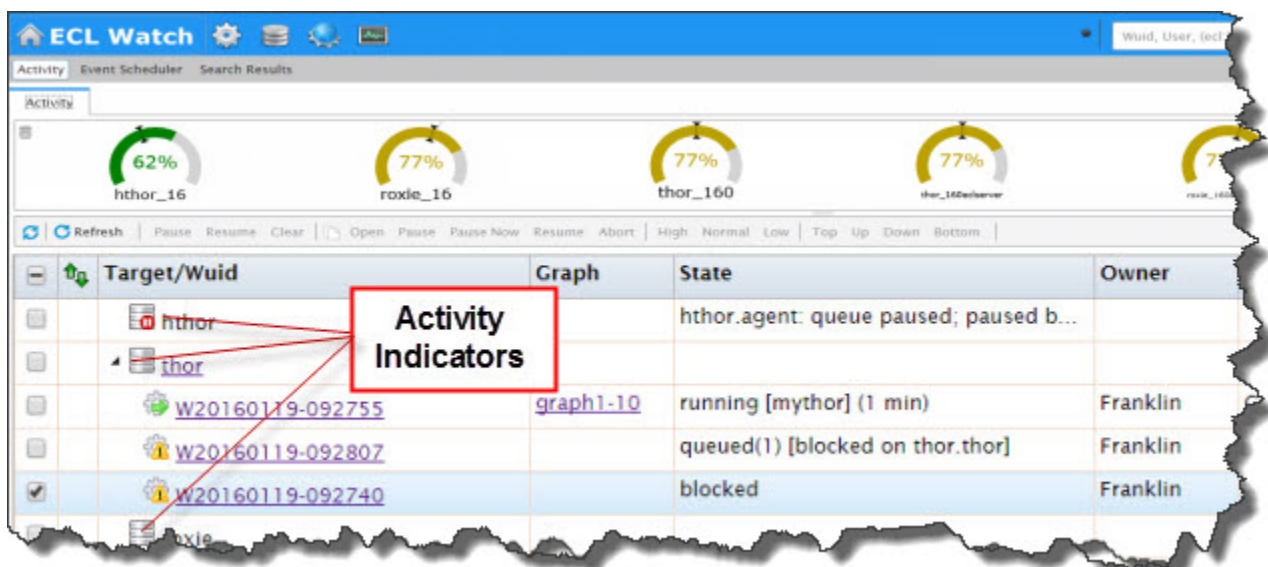 ECL Watch
Wuid, User, (ecl
Activity Event Scheduler Search Results
Activity
62% 77% 77% 77%
hthor_16 roxie_16 thor_160 thor_160eclserver
Refresh Pause Resume Clear Open Pause Pause Now Resume Abort High Normal Low Top Up Down Bottom
Target/Wuid Graph State Owner
hthor hthor.agent: queue paused; paused b...
Activity
Indicators
thor
W20160119-092755 graph1-10 running [mythor] (1 min) Franklin
W20160119-092807 queued(1) [blocked on thor.thor] Franklin
W20160119-092740 blocked Franklin
roxie